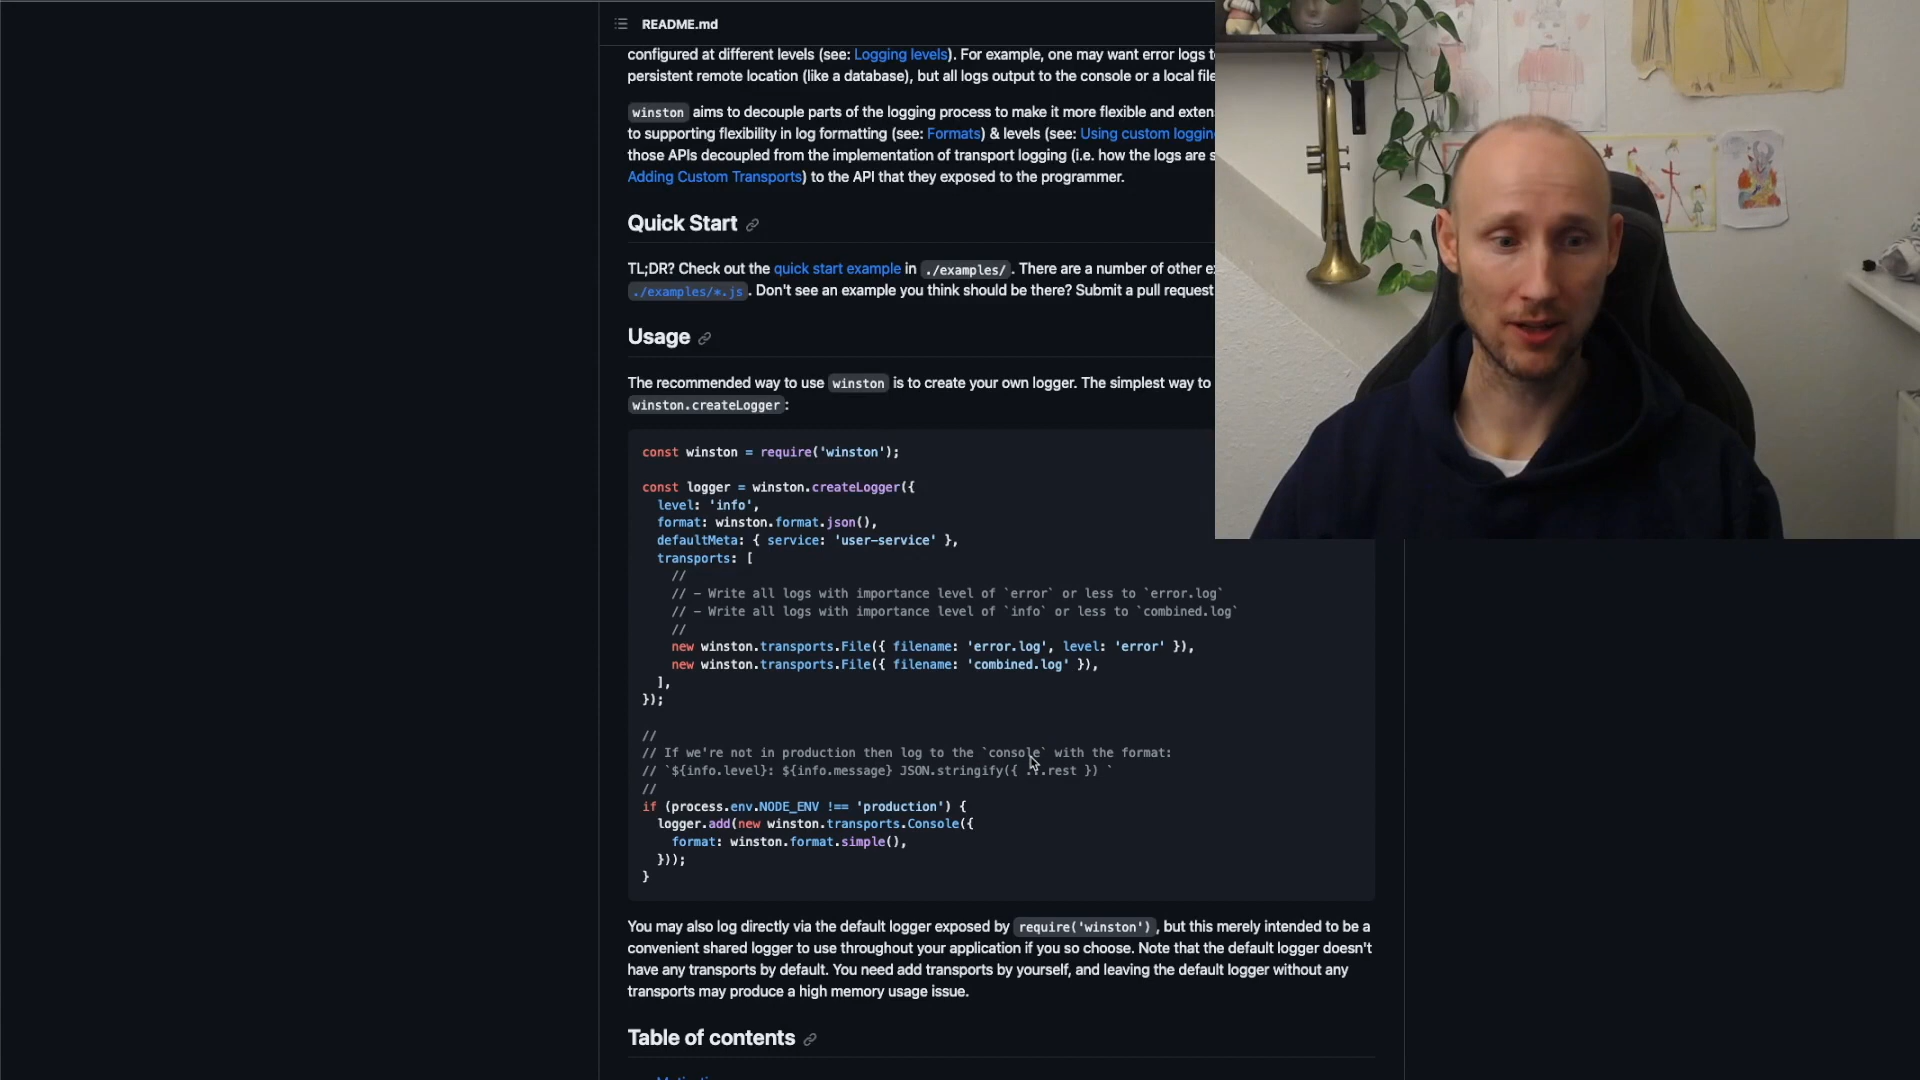 README.md
configured at different levels (see: Logging levels). For example, one may want error logs t
persistent remote location (like a database), but all logs output to the console or a local file
winston aims to decouple parts of the logging process to make it more flexible and exten
to supporting flexibility in log formatting (see: Formats) & levels (see: Using custom loggin
those APIs decoupled from the implementation of transport logging (i.e. how the logs are s
Adding Custom Transports) to the API that they exposed to the programmer.
Quick Start
TL;DR? Check out the quick start example in ./examples/. There are a number of other e
./examples/*.js. Don't see an example you think should be there? Submit a pull request
Usage
The recommended way to use winston is to create your own logger. The simplest way to
winston.createLogger:
const winston = require('winston');
const logger = winston.createLogger({
level: 'info',
format: winston.format.json(),
defaultMeta: { service: 'user-service' },
transports: [
//
// - Write all logs with importance level of `error` or less to `error.log`
// - Write all logs with importance level of `info` or less to `combined.log`
//
new winston.transports.File({ filename: 'error.log', level: 'error' }),
new winston.transports.File({ filename: 'combined.log' }),
],
});
//
// If we're not in production then log to the `console` with the format:
// `${info.level}: ${info.message} JSON.stringify({ ...rest }) `
//
if (process.env.NODE_ENV !== 'production') {
logger.add(new winston.transports.Console({
format: winston.format.simple(),
}));
}
You may also log directly via the default logger exposed by require('winston'), but this merely intended to be a
convenient shared logger to use throughout your application if you so choose. Note that the default logger doesn't
have any transports by default. You need add transports by yourself, and leaving the default logger without any
transports may produce a high memory usage issue.
Table of contents